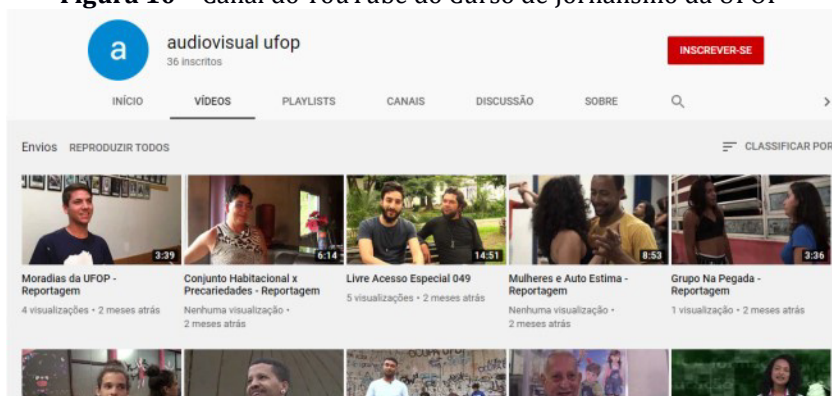 Figura 10 – Canal do YouTube do Curso de Jornalismo da UFOP
a
audiovisual ufop
36 inscritos
INSCREVER-SE
INÍCIO VÍDEOS PLAYLISTS CANAIS DISCUSSÃO SOBRE
Envios REPRODUZIR TODOS
CLASSIFICAR POR
3:39 6:14 14:51 8:53 3:36
Moradias da UFOP -
Reportagem
4 visualizações • 2 meses atrás
Conjunto Habitacional x
Precariedades - Reportagem
Nenhuma visualização •
2 meses atrás
Livre Acesso Especial 049
5 visualizações • 2 meses atrás
Mulheres e Auto Estima -
Reportagem
Nenhuma visualização •
2 meses atrás
Grupo Na Pegada -
Reportagem
1 visualização • 2 meses atrás
OCUPA UFOP